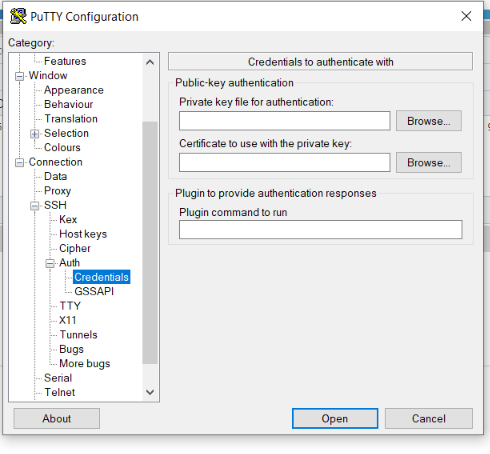 PuTTY Configuration
Category:
Features
Window
Appearance
Behaviour
Translation
Selection
Colours
Connection
Data
Proxy
SSH
Kex
Host keys
Cipher
Auth
Credentials
GSSAPI
TTY
X11
Tunnels
Bugs
More bugs
Serial
Telnet
Credentials to authenticate with
Public-key authentication
Private key file for authentication:
Browse...
Certificate to use with the private key:
Browse...
Plugin to provide authentication responses
Plugin command to run
About
Open
Cancel